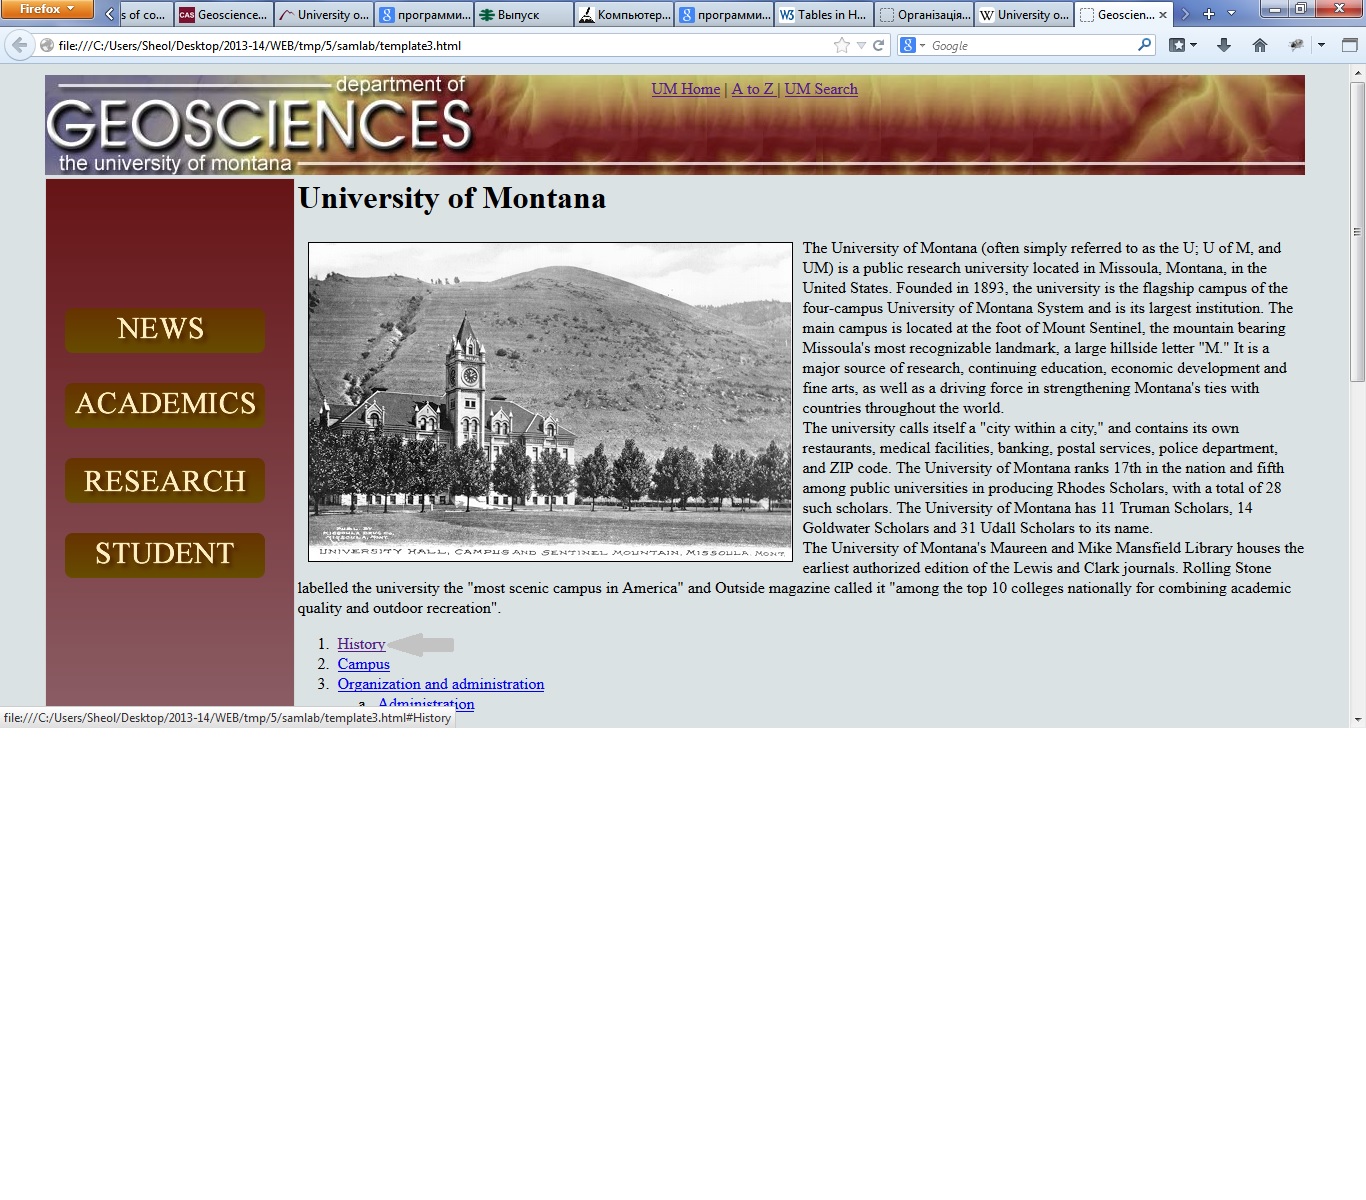 Firefox
s of co...
CAS Geoscience...
University o...
программи...
Выпуск
Компьютер...
программи...
W3 Tables in H...
Організація...
W University o...
Geoscien...
file:///C:/Users/Sheol/Desktop/2013-14/WEB/tmp/5/samlab/template3.html
Google
department of
GEOSCIENCES
the university of montana
UM Home | A to Z | UM Search
NEWS
ACADEMICS
RESEARCH
STUDENT
University of Montana
The University of Montana (often simply referred to as the U; U of M, and
UM) is a public research university located in Missoula, Montana, in the
United States. Founded in 1893, the university is the flagship campus of the
four-campus University of Montana System and is its largest institution. The
main campus is located at the foot of Mount Sentinel, the mountain bearing
Missoula's most recognizable landmark, a large hillside letter "M." It is a
major source of research, continuing education, economic development and
fine arts, as well as a driving force in strengthening Montana's ties with
countries throughout the world.
The university calls itself a "city within a city," and contains its own
restaurants, medical facilities, banking, postal services, police department,
and ZIP code. The University of Montana ranks 17th in the nation and fifth
among public universities in producing Rhodes Scholars, with a total of 28
such scholars. The University of Montana has 11 Truman Scholars, 14
Goldwater Scholars and 31 Udall Scholars to its name.
The University of Montana's Maureen and Mike Mansfield Library houses the
earliest authorized edition of the Lewis and Clark journals. Rolling Stone
labelled the university the "most scenic campus in America" and Outside magazine called it "among the top 10 colleges nationally for combining academic
quality and outdoor recreation".
PUBL. BY
MISSOULA DRUG CO.
MISSOULA, MONT.
UNIVERSITY HALL, CAMPUS AND SENTINEL MOUNTAIN, MISSOULA, MONT.
1. History
2. Campus
3. Organization and administration
a. Administration
file:///C:/Users/Sheol/Desktop/2013-14/WEB/tmp/5/samlab/template3.html#History